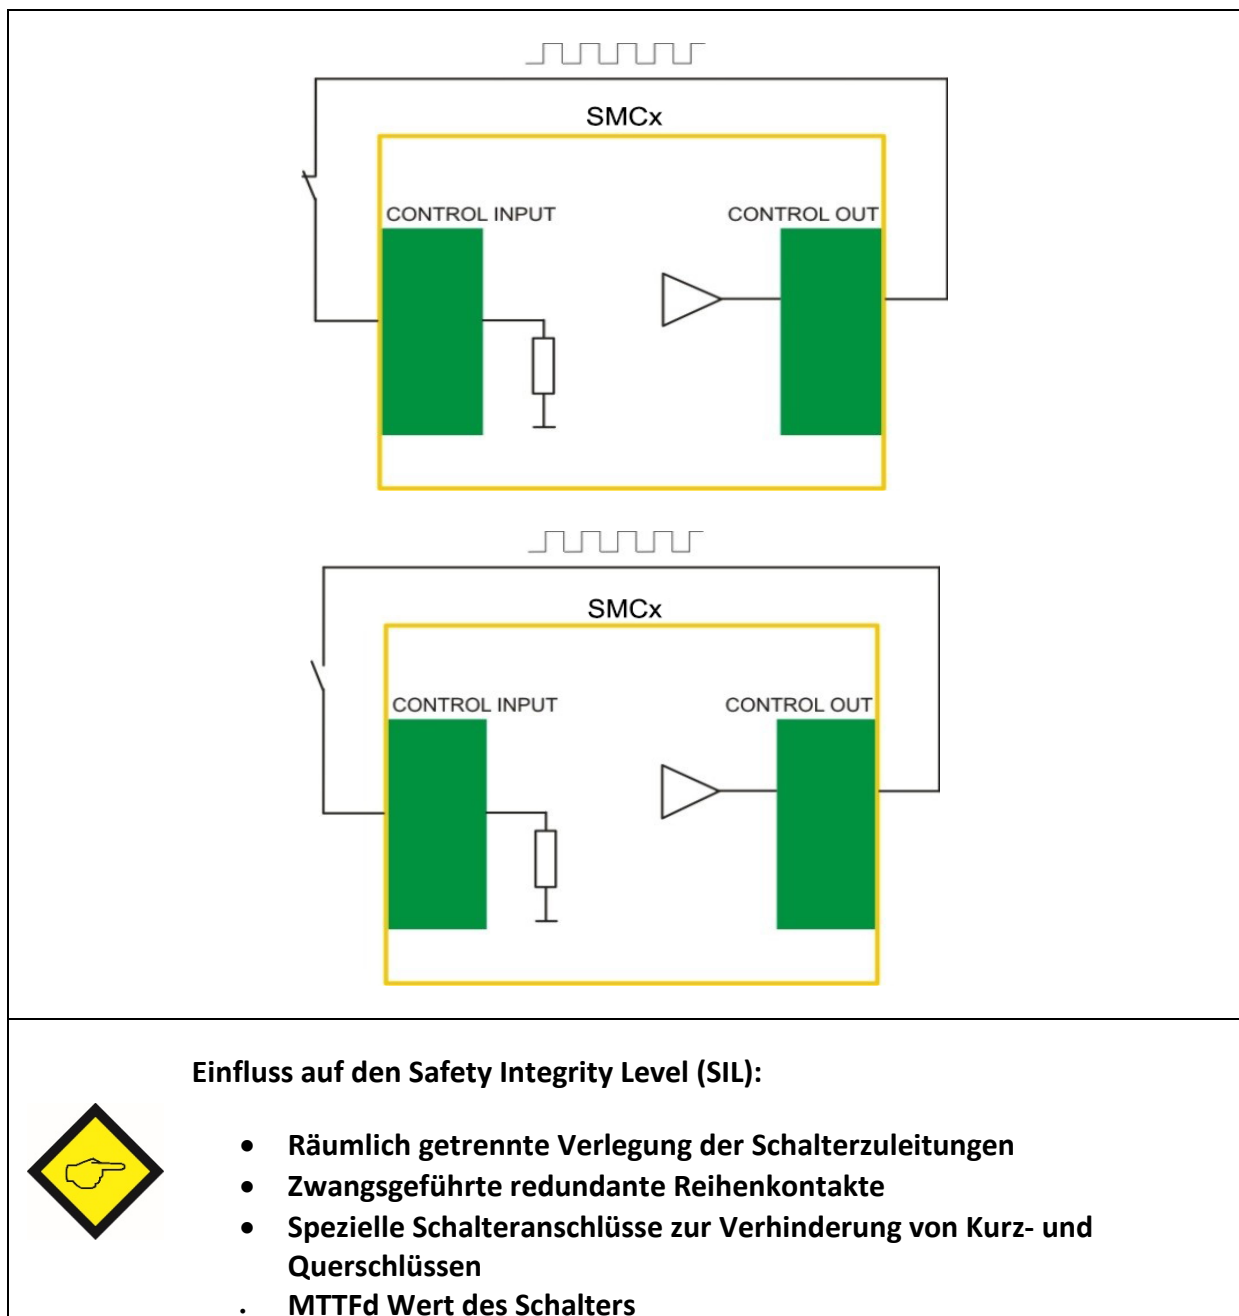 SMCx
CONTROL INPUT
CONTROL OUT
SMCx
CONTROL INPUT
CONTROL OUT
Einfluss auf den Safety Integrity Level (SIL):
• Räumlich getrennte Verlegung der Schalterzuleitungen
• Zwangsgeführte redundante Reihenkontakte
• Spezielle Schalteranschlüsse zur Verhinderung von Kurz- und
Querschlüssen
• MTTFd Wert des Schalters